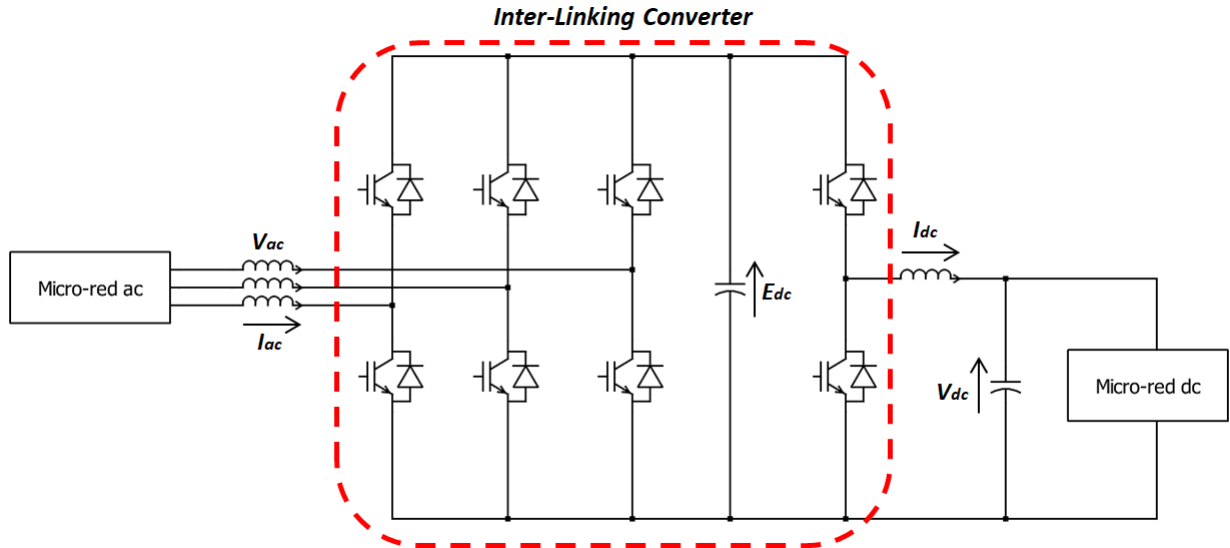 Inter-Linking Converter
Vac
Micro-red ac
Iac
Edc
Idc
Vdc
Micro-red dc